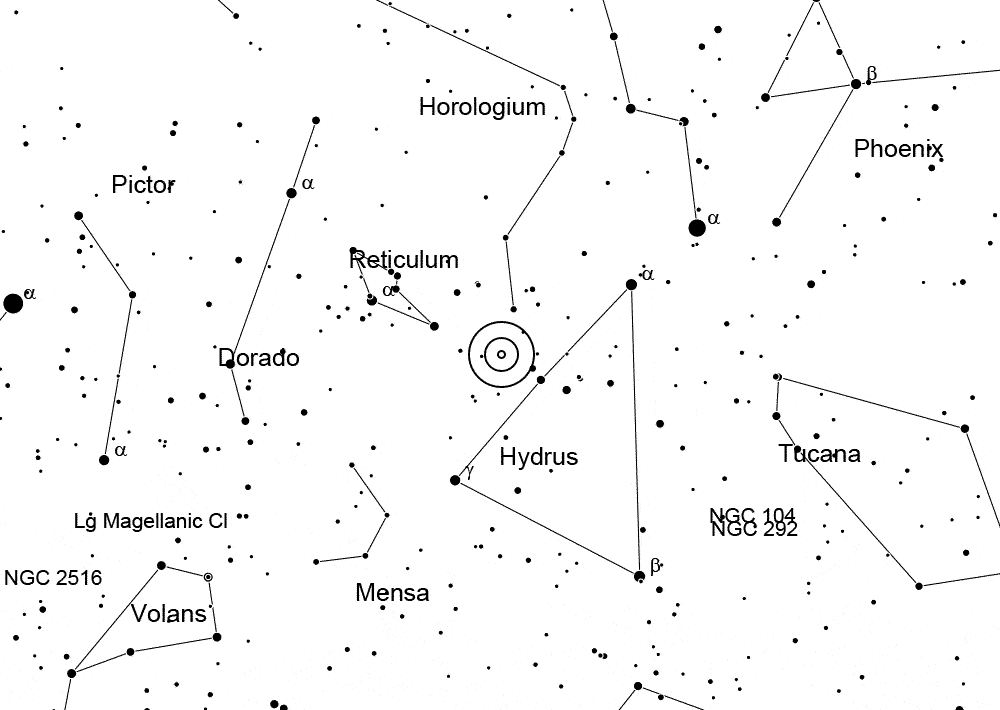 β
Horologium
Phoenix
Pictor
α
α
Reticulum
α
α
α
Dorado
α
Hydrus
γ
Tucana
NGC 104
NGC 292
Lg Magellanic Cl
β
NGC 2516
Mensa
Volans